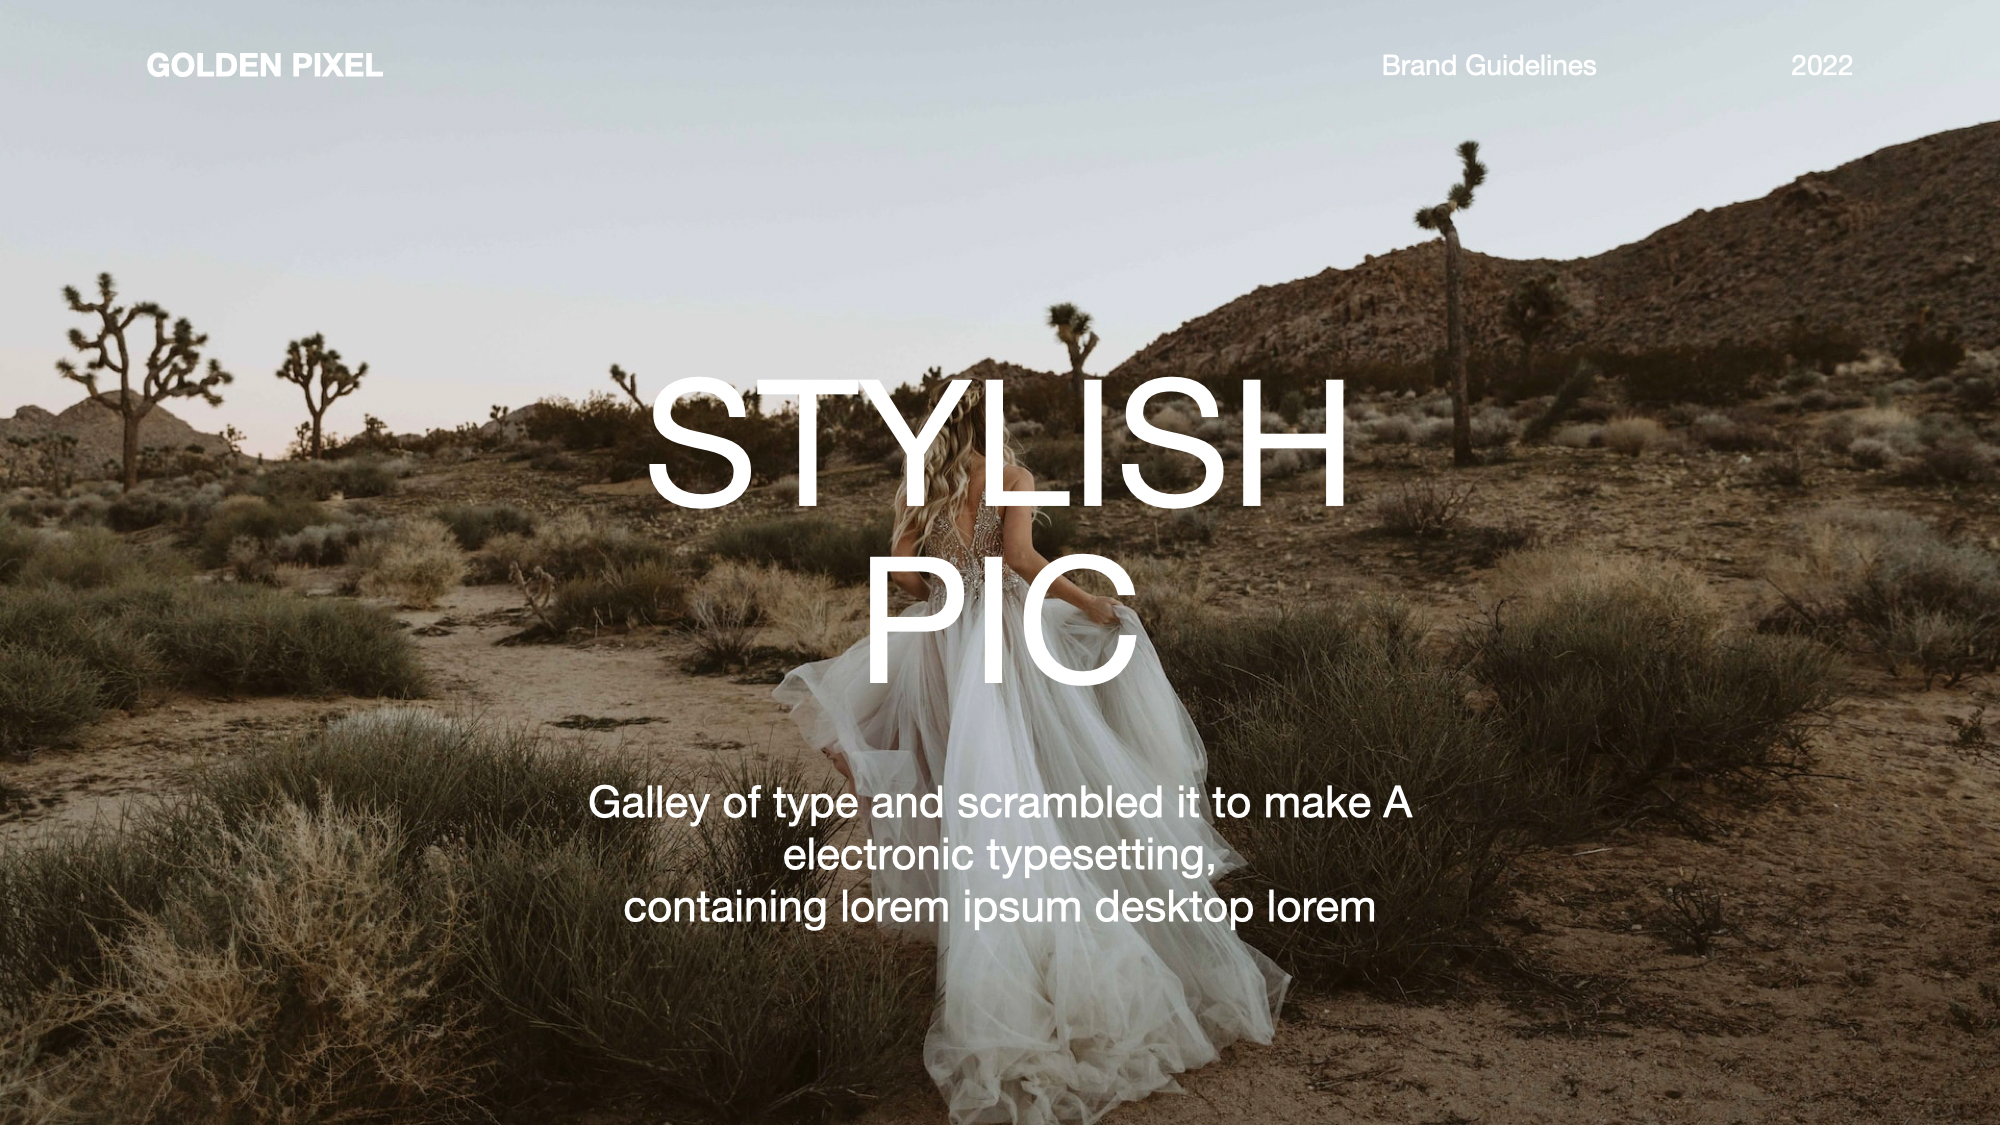 GOLDEN PIXEL
Brand Guidelines
2022
STYLISH
PIC
Galley of type and scrambled it to make A
electronic typesetting,
containing lorem ipsum desktop lorem